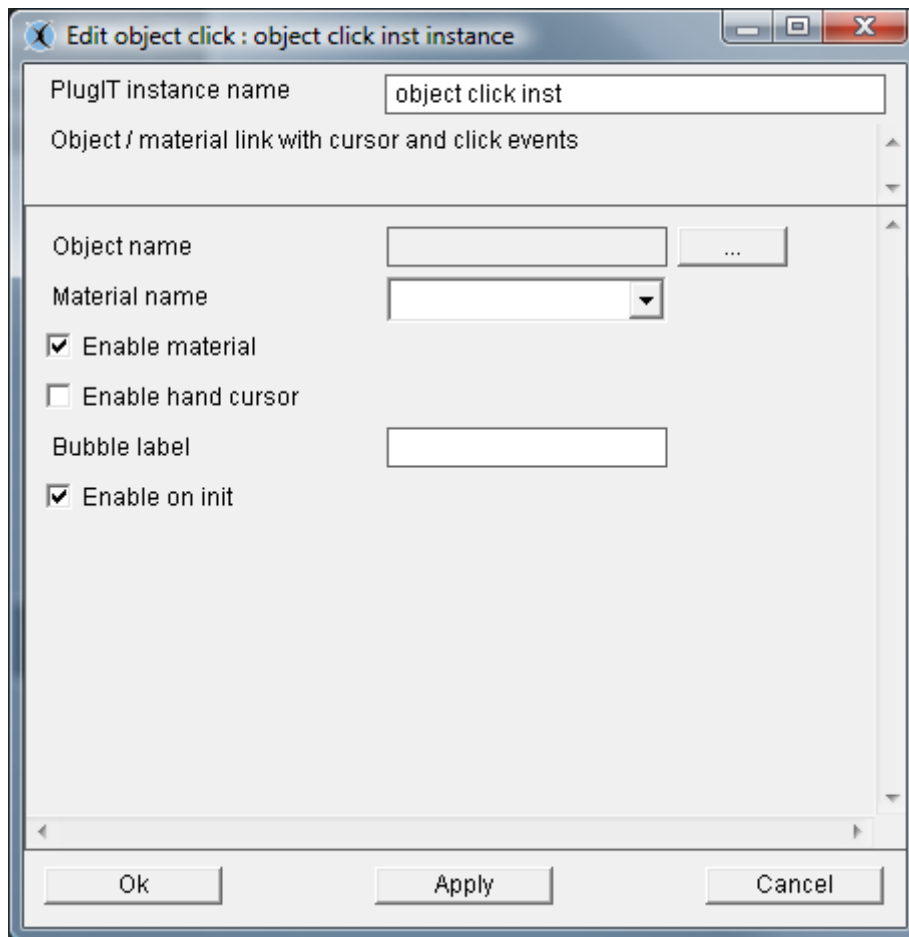 Edit object click : object click inst instance
PlugIT instance name
object click inst
Object / material link with cursor and click events
Object name
...
Material name
Enable material
Enable hand cursor
Bubble label
Enable on init
Ok
Apply
Cancel